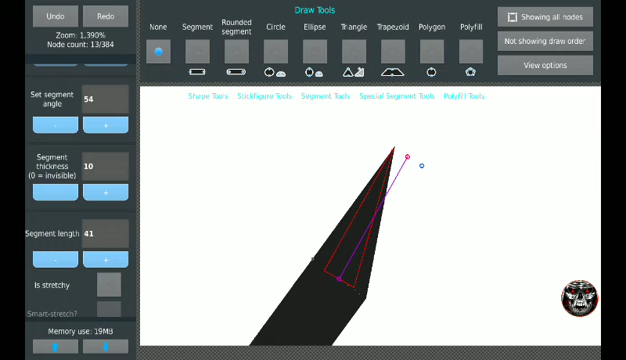 Undo
Redo
Zoom: 1,390%
Node count: 13/384
Set segment angle
54
-
+
Segment thickness (0 = invisible)
10
+
Segment length
41
-
+
Is stretchy
Smart-stretch?
Memory use: 19MB
Draw Tools
None
Segment
Rounded segment
Circle
Ellipse
Triangle
Trapezoid
Polygon
Polyfill
Showing all nodes
Not showing draw order
View options
Shape Tools
Stickfigure Tools
Segment Tools
Special Segment Tools
Polyfill Tools